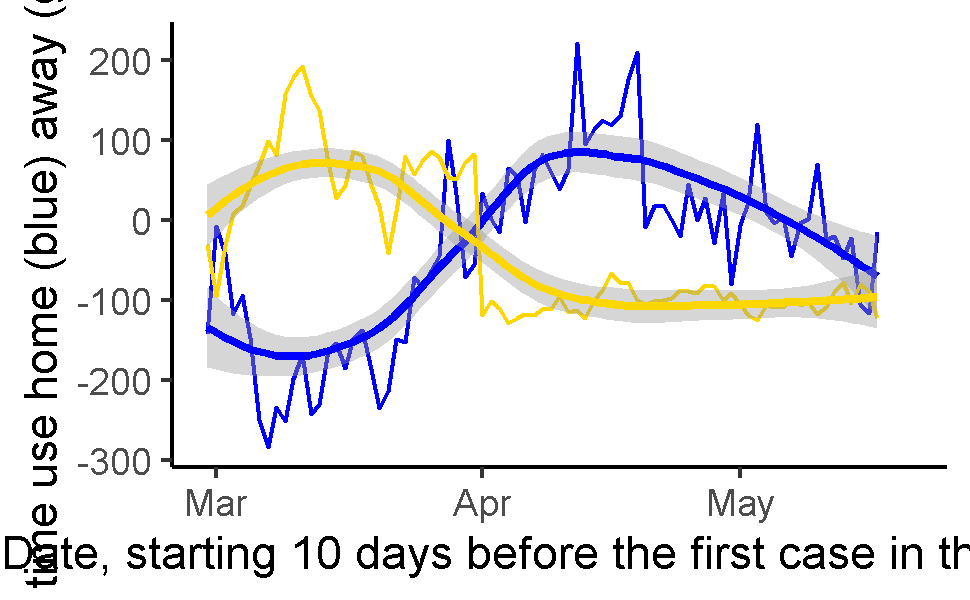 time use home (blue) away (
200
100
0
-100
-200
-300
Mar
Apr
May
Date, starting 10 days before the first case in th